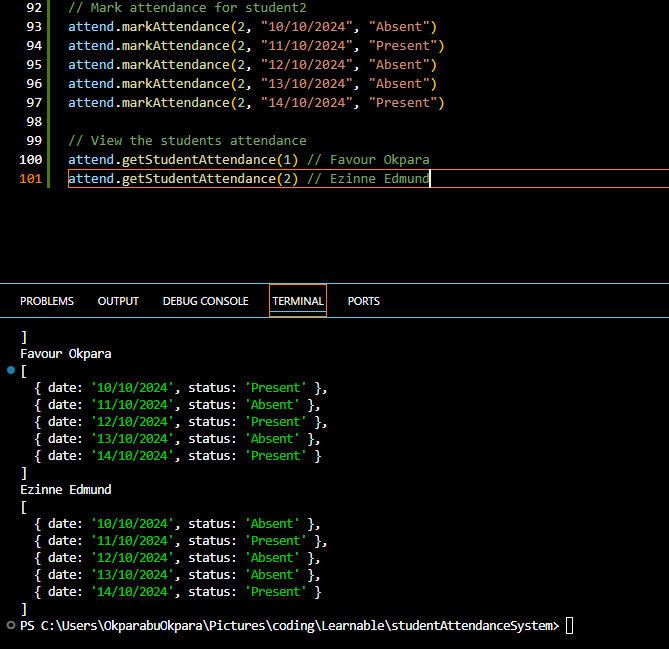 92 // Mark attendance for student2
93 attend.markAttendance(2, "10/10/2024", "Absent")
94 attend.markAttendance(2, "11/10/2024", "Present")
95 attend.markAttendance(2, "12/10/2024", "Absent")
96 attend.markAttendance(2, "13/10/2024", "Absent")
97 attend.markAttendance(2, "14/10/2024", "Present")
98
99 // View the students attendance
100 attend.getStudentAttendance(1) // Favour Okpara
101 attend.getStudentAttendance(2) // Ezinne Edmund
PROBLEMS OUTPUT DEBUG CONSOLE TERMINAL PORTS
]
Favour Okpara
[
{ date: '10/10/2024', status: 'Present' },
{ date: '11/10/2024', status: 'Absent' },
{ date: '12/10/2024', status: 'Present' },
{ date: '13/10/2024', status: 'Absent' },
{ date: '14/10/2024', status: 'Present' }
]
Ezinne Edmund
[
{ date: '10/10/2024', status: 'Absent' },
{ date: '11/10/2024', status: 'Present' },
{ date: '12/10/2024', status: 'Absent' },
{ date: '13/10/2024', status: 'Absent' },
{ date: '14/10/2024', status: 'Present' }
]
PS C:\Users\OkparabuOkpara\Pictures\coding\Learnable\studentAttendanceSystem>